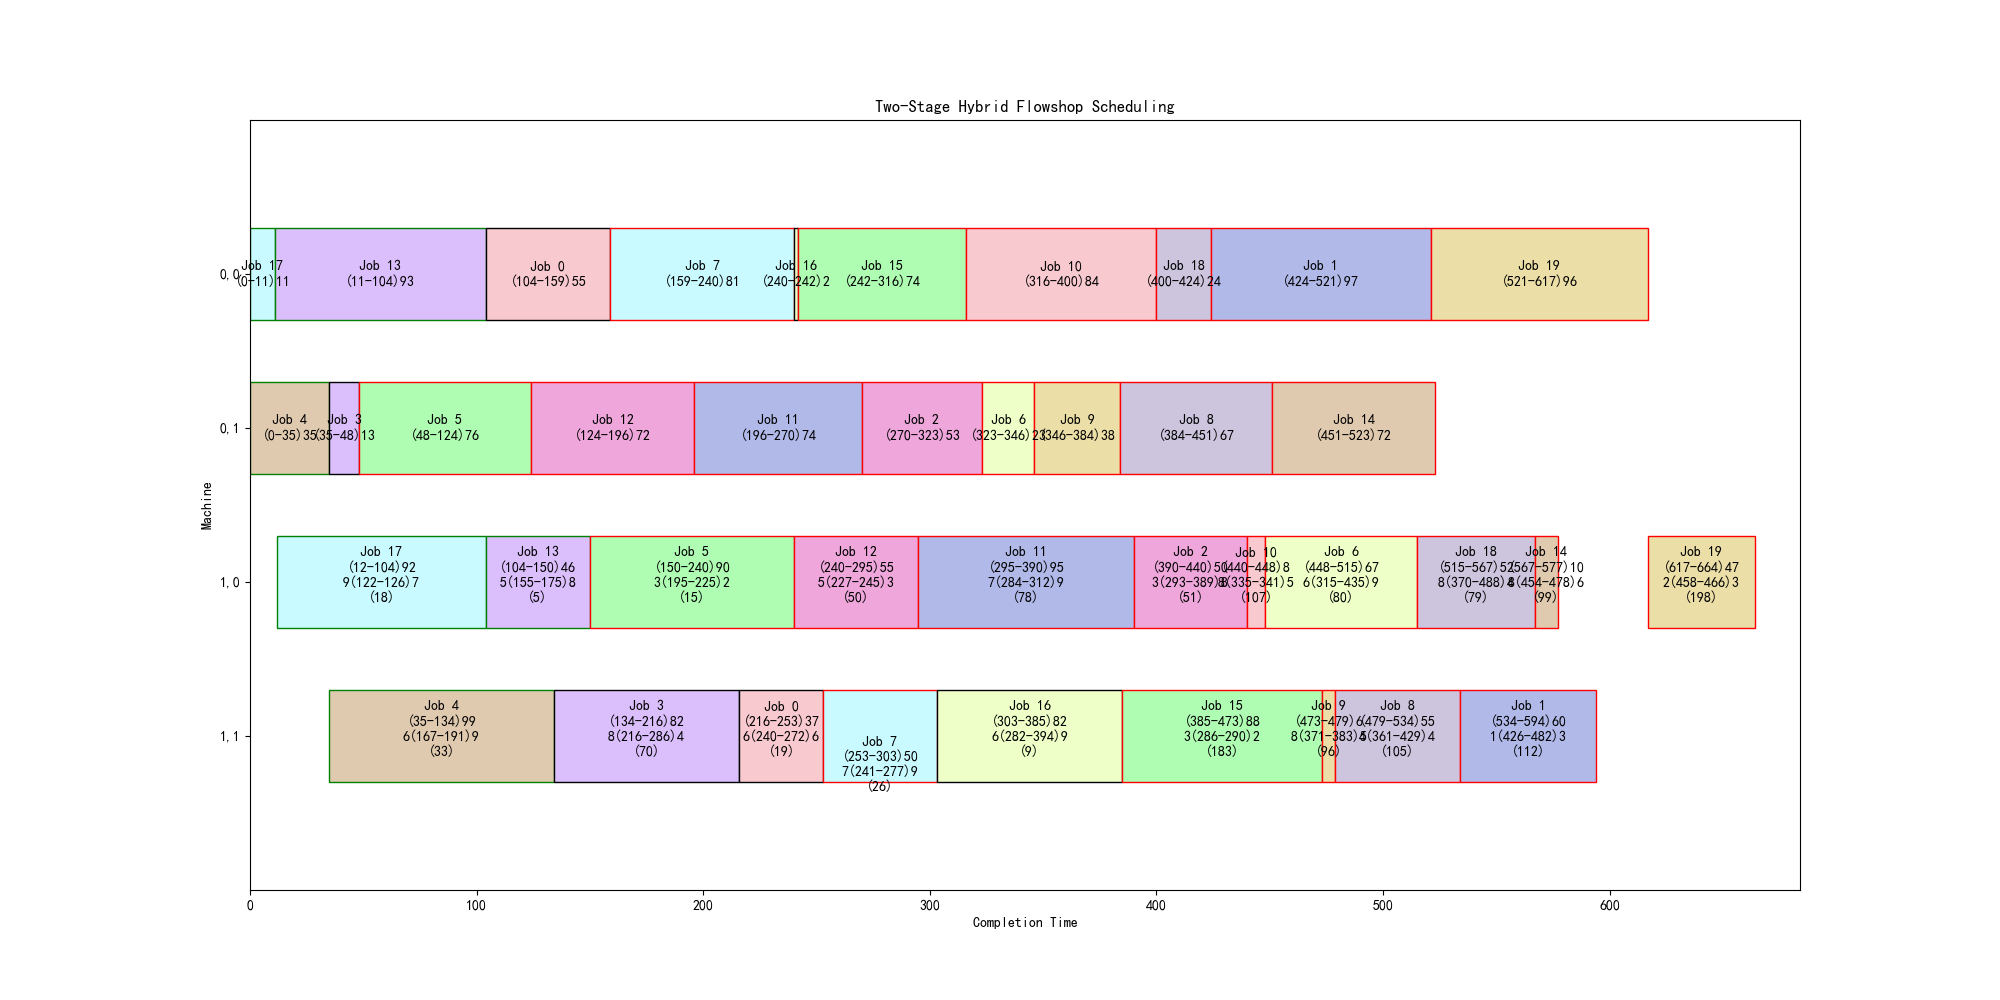 Two-Stage Hybrid Flowshop Scheduling
Machine
0,0
Job 17
(0-11)11
Job 13
(11-104)93
Job 0
(104-159)55
Job 7
(159-240)81
Job 16
(240-242)2
Job 15
(242-316)74
Job 10
(316-400)84
Job 18
(400-424)24
Job 1
(424-521)97
Job 19
(521-617)96
0,1
Job 4
(0-35)35
Job 3
(35-48)13
Job 5
(48-124)76
Job 12
(124-196)72
Job 11
(196-270)74
Job 2
(270-323)53
Job 6
(323-346)23
Job 9
(346-384)38
Job 8
(384-451)67
Job 14
(451-523)72
1,0
Job 17
(12-104)92
9(122-126)7
(18)
Job 13
(104-150)46
5(155-175)8
(5)
Job 5
(150-240)90
3(195-225)2
(15)
Job 12
(240-295)55
5(227-245)3
(50)
Job 11
(295-390)95
7(284-312)9
(78)
Job 2
(390-440)50
3(293-389)8
(51)
Job 10
(440-448)8
8(335-341)5
(107)
Job 6
(448-515)67
6(315-435)9
(80)
Job 18
(515-567)52
8(370-488)4
(79)
Job 14
(567-577)10
8(454-478)6
(99)
Job 19
(617-664)47
2(458-466)3
(198)
1,1
Job 4
(35-134)99
6(167-191)9
(33)
Job 3
(134-216)82
8(216-286)4
(70)
Job 0
(216-253)37
6(240-272)6
(19)
Job 7
(253-303)50
7(241-277)9
(26)
Job 16
(303-385)82
6(282-394)9
(9)
Job 15
(385-473)88
3(286-290)2
(183)
Job 9
(473-479)6
8(371-383)4
(96)
Job 8
(479-534)55
(105)
Job 1
(534-594)60
1(426-482)3
(112)
0
100
200
300
400
500
600
Completion Time